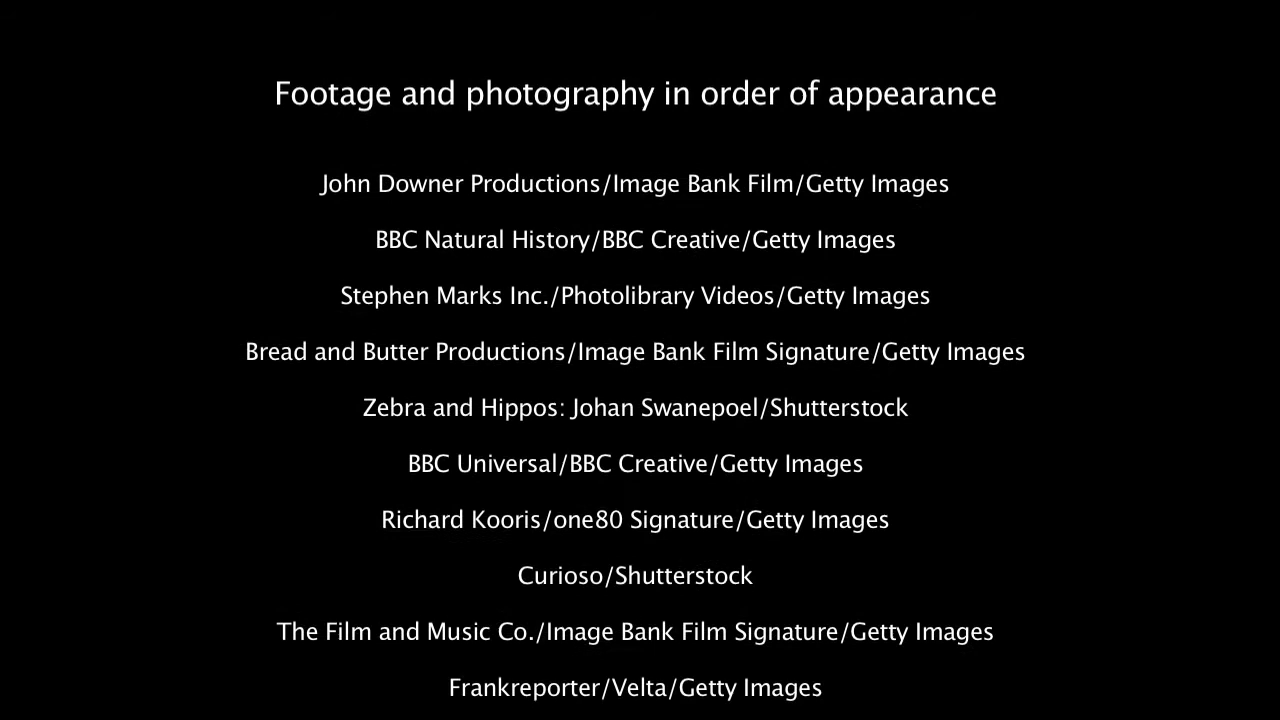 Footage and photography in order of appearance
John Downer Productions/Image Bank Film/Getty Images
BBC Natural History/BBC Creative/Getty Images
Stephen Marks Inc./Photolibrary Videos/Getty Images
Bread and Butter Productions/Image Bank Film Signature/Getty Images
Zebra and Hippos: Johan Swanepoel/Shutterstock
BBC Universal/BBC Creative/Getty Images
Richard Kooris/one80 Signature/Getty Images
Curioso/Shutterstock
The Film and Music Co./Image Bank Film Signature/Getty Images
Frankreporter/Velta/Getty Images